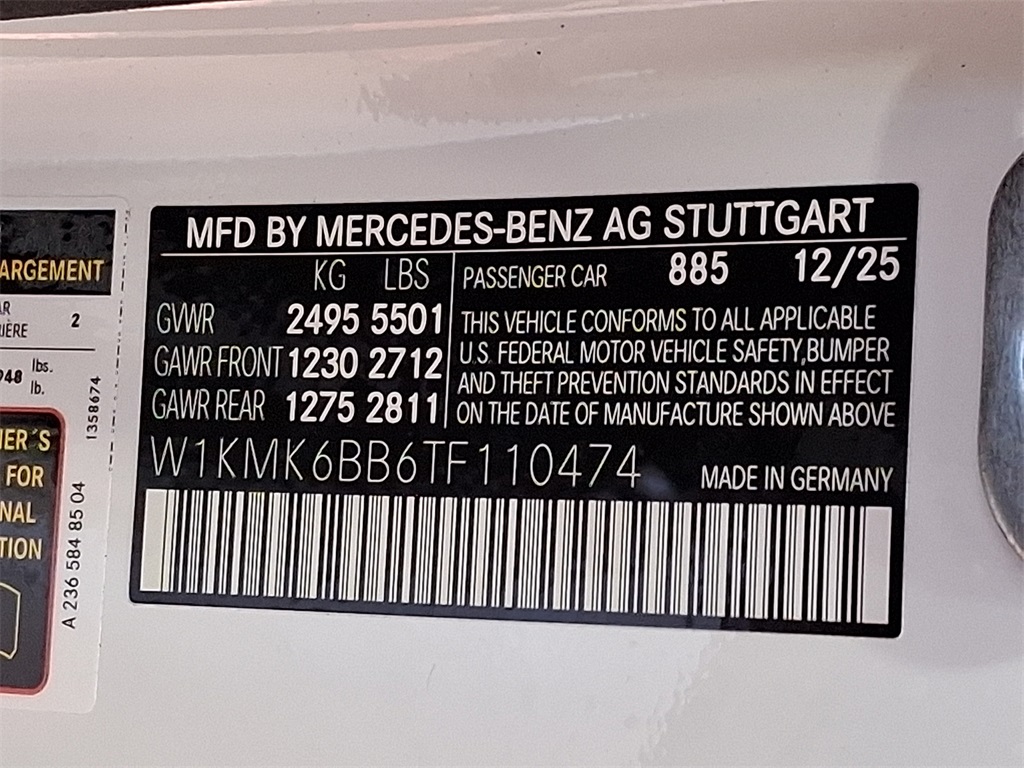 MFD BY MERCEDES-BENZ AG STUTTGART
KG LBS
GVWR 2495 5501
GAWR FRONT 1230 2712
GAWR REAR 1275 2811
PASSENGER CAR 885 12/25
THIS VEHICLE CONFORMS TO ALL APPLICABLE
U.S. FEDERAL MOTOR VEHICLE SAFETY,BUMPER
AND THEFT PREVENTION STANDARDS IN EFFECT
ON THE DATE OF MANUFACTURE SHOWN ABOVE
W1KMK6BB6TF110474
MADE IN GERMANY
ARGEMENT
2
948 lbs.
lb.
1358674
A 236 584 85 04
FOR